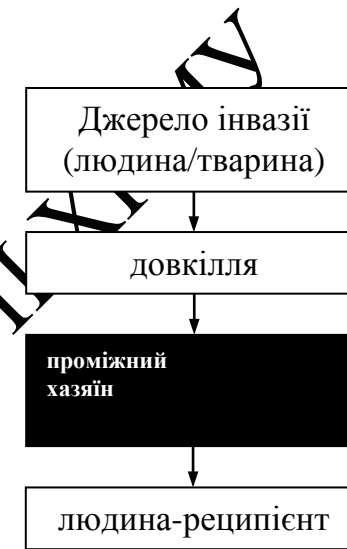 Джерело інвазії
(людина/тварина)
довкілля
проміжний
хазяїн
людина-реципієнт